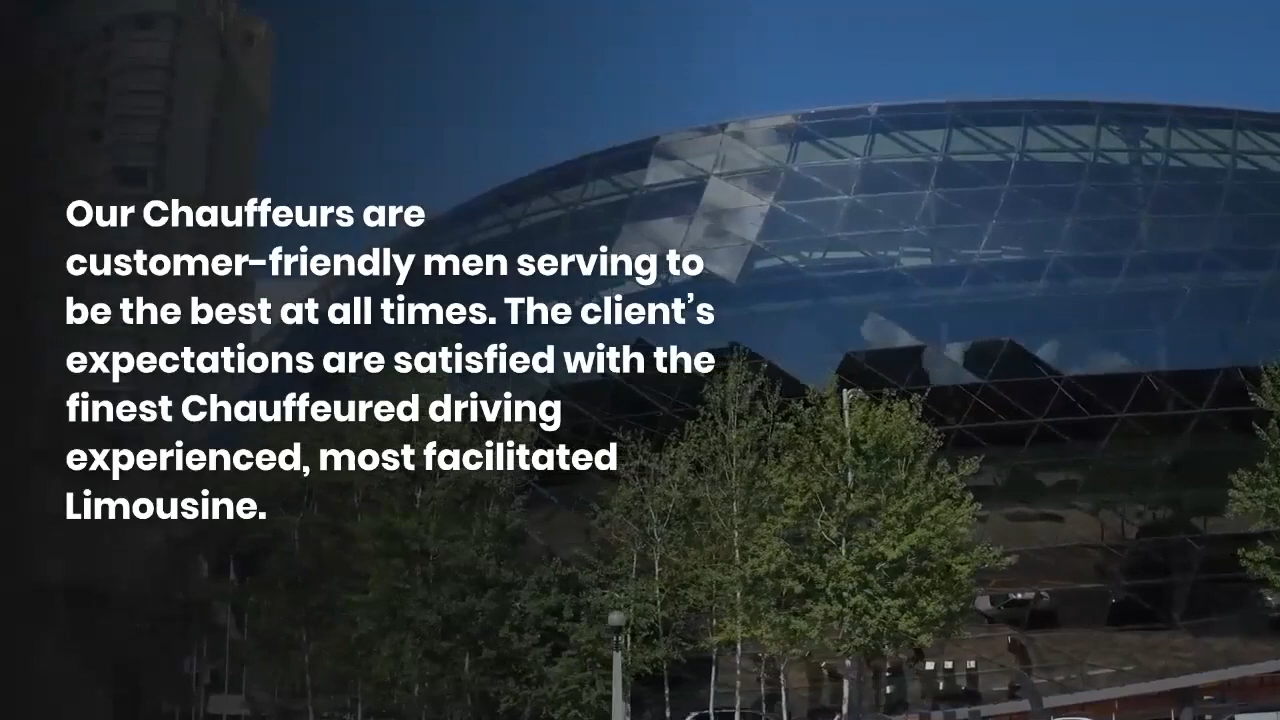 Our Chauffeurs are
customer-friendly men serving to
be the best at all times. The client’s
expectations are satisfied with the
finest Chauffeured driving
experienced, most facilitated
Limousine.